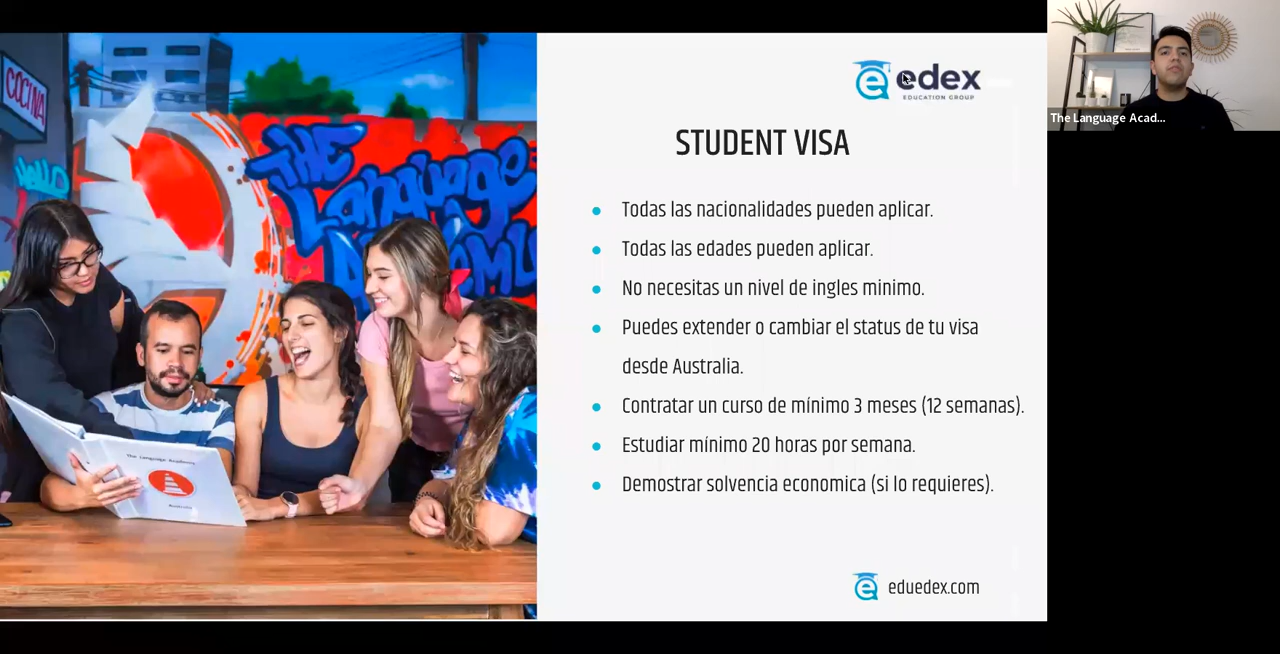 COCINA
HELLO
THE
Language
The Language Academy
Australia
edex
EDUCATION GROUP
STUDENT VISA
Todas las nacionalidades pueden aplicar.
Todas las edades pueden aplicar.
No necesitas un nivel de ingles minimo.
Puedes extender o cambiar el status de tu visa
desde Australia.
Contratar un curso de mínimo 3 meses (12 semanas).
Estudiar mínimo 20 horas por semana.
Demostrar solvencia economica (si lo requieres).
eduedex.com
The Language Acad...